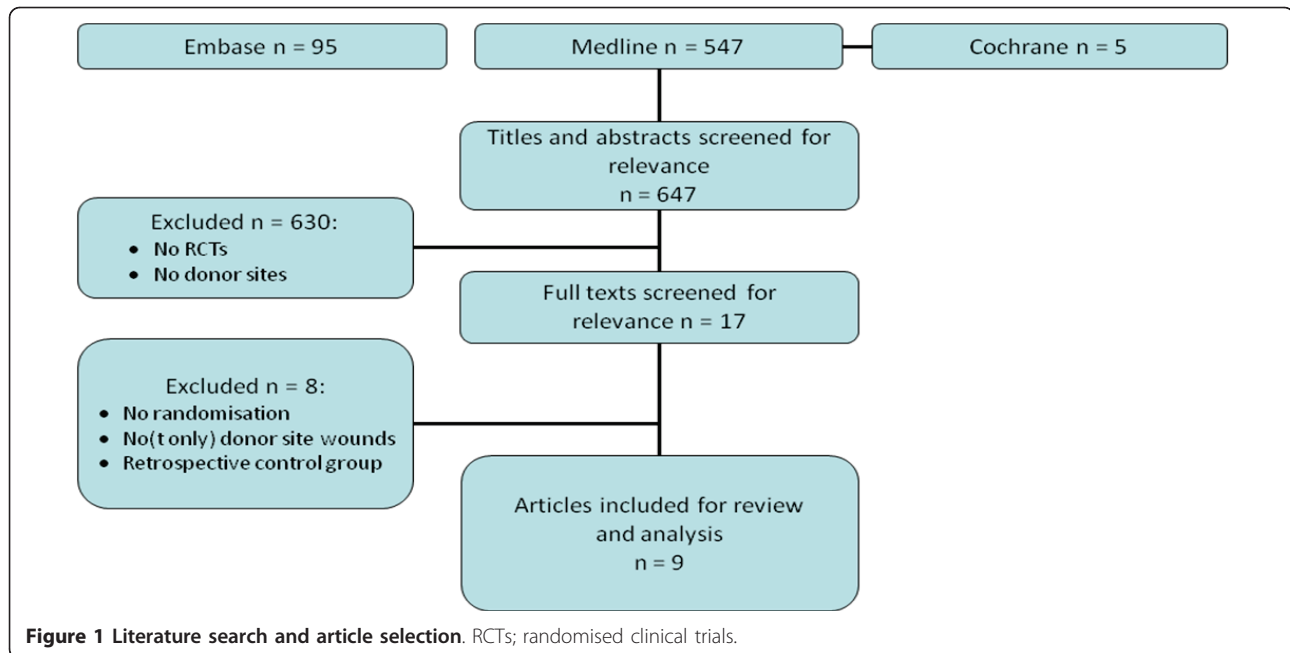 Embase n = 95
Medline n = 547
Cochrane n = 5
Titles and abstracts screened for
relevance
n = 647
Excluded n = 630:
• No RCTs
• No donor sites
Full texts screened for
relevance n = 17
Excluded n = 8:
• No randomisation
• No(t only) donor site wounds
• Retrospective control group
Articles included for review
and analysis
n = 9
Figure 1 Literature search and article selection. RCTs; randomised clinical trials.